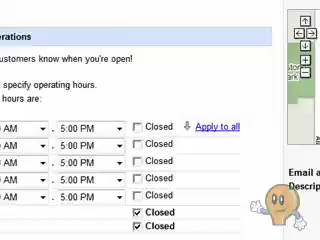 erations
ustomers know when you're open!
specify operating hours.
hours are:
AM - 5:00 PM Closed Apply to all
AM - 5:00 PM Closed
AM - 5:00 PM Closed
AM - 5:00 PM Closed
AM - 5:00 PM Closed
Closed
Closed
ark
Email a
Descrip